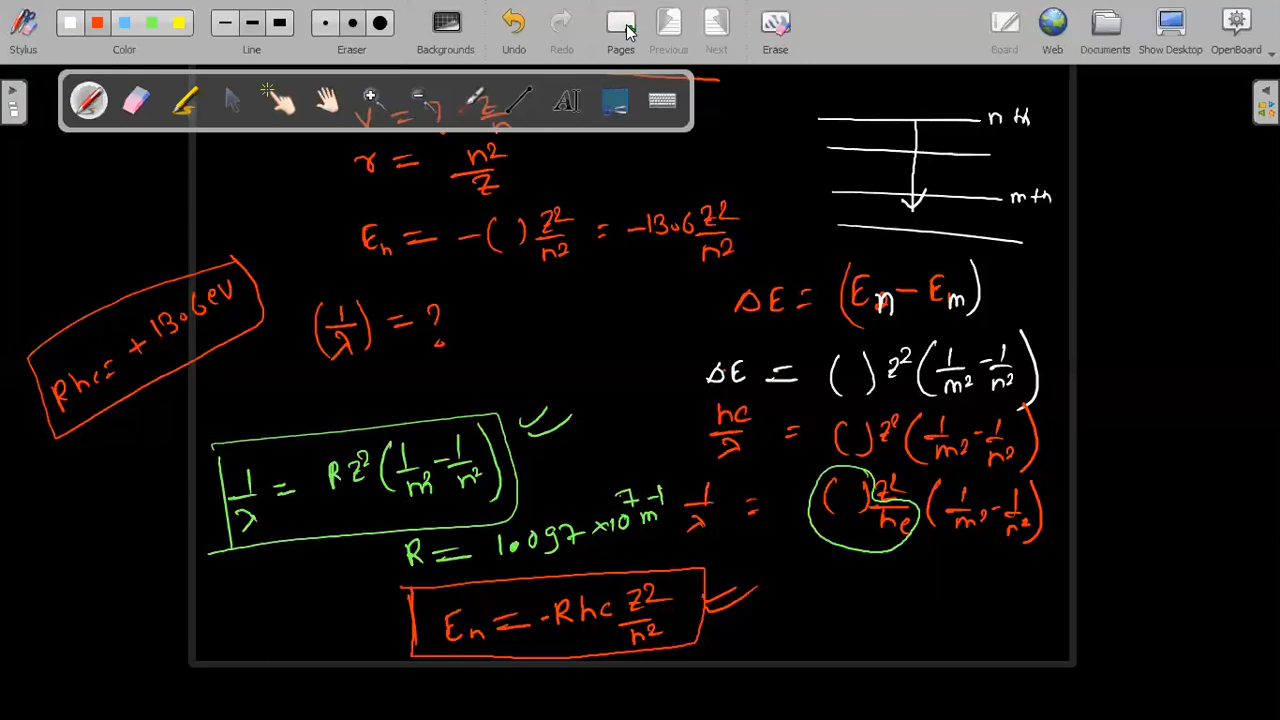 Stylus Color Line Eraser Backgrounds Undo Redo Pages Previous Next Erase Board Web Documents Show Desktop OpenBoard
r = n²/Z
Eₙ = -( ) Z²/n² = -13.6 Z²/n²
n th
m th
ΔE = (En - Em)
Rhc = +13.6 eV
(1/λ) = ?
ΔE = ( ) Z² (1/m² - 1/n²)
hc/λ = ( ) Z² (1/m² - 1/n²)
1/λ = R Z² (1/m² - 1/n²)
1/λ = ( ) Z²/hc (1/m² - 1/n²)
R = 1.097 × 10⁷ m⁻¹
Eₙ = -Rhc Z²/n²